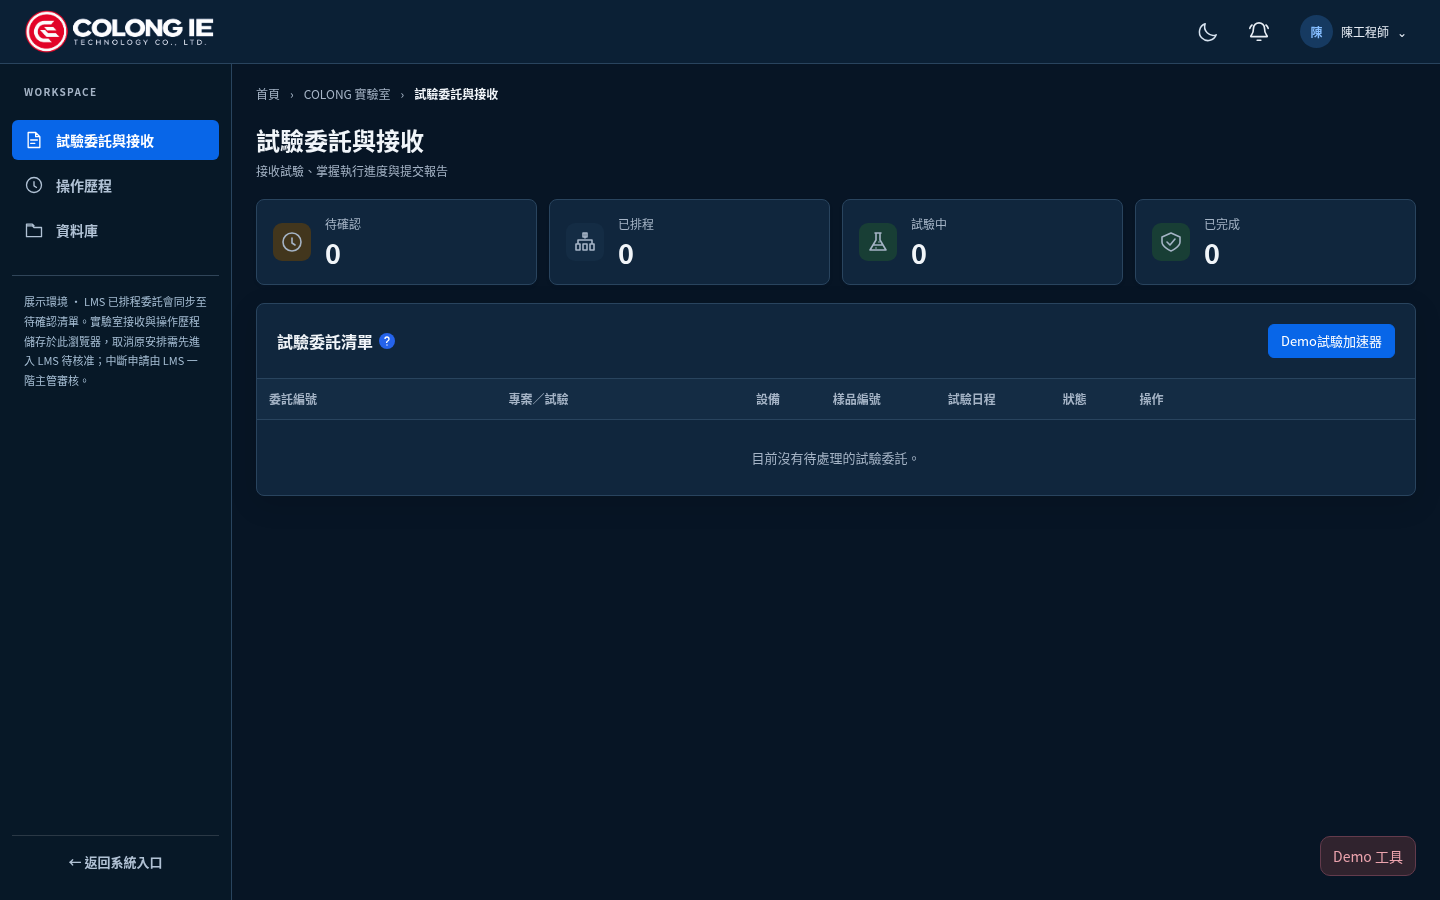 COLONG IE
TECHNOLOGY CO., LTD.
陳
陳工程師
WORKSPACE
試驗委託與接收
操作歷程
資料庫
展示環境 · LMS 已排程委託會同步至
待確認清單。實驗室接收與操作歷程
儲存於此瀏覽器，取消原安排需先進
入 LMS 待核准；中斷申請由 LMS 一
階主管審核。
← 返回系統入口
首頁 › COLONG 實驗室 › 試驗委託與接收
試驗委託與接收
接收試驗、掌握執行進度與提交報告
待確認
0
已排程
0
試驗中
0
已完成
0
試驗委託清單 ?
Demo試驗加速器
委託編號 專案／試驗 設備 樣品編號 試驗日程 狀態 操作
目前沒有待處理的試驗委託。
Demo 工具